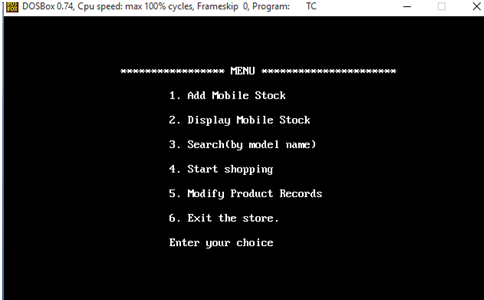 DOSBox 0.74, Cpu speed: max 100% cycles, Frameskip 0, Program: TC
***************** MENU **********************
1. Add Mobile Stock
2. Display Mobile Stock
3. Search(by model name)
4. Start shopping
5. Modify Product Records
6. Exit the store.
Enter your choice